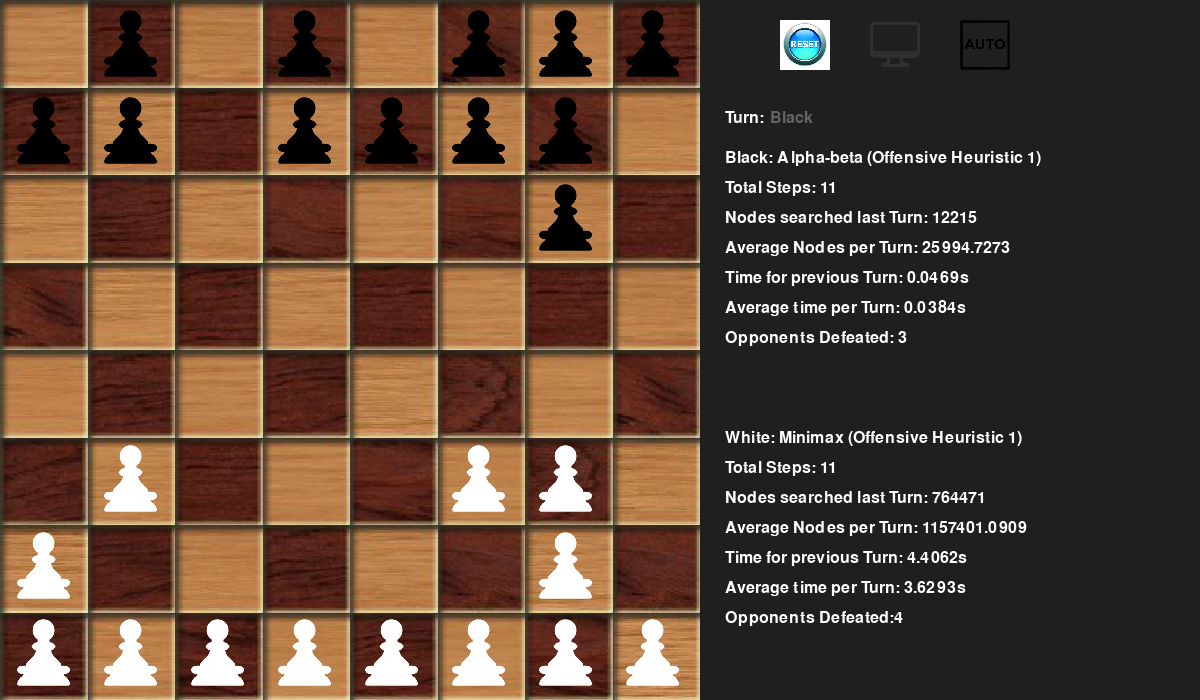 RESET
AUTO
Turn: Black
Black: Alpha-beta (Offensive Heuristic 1)
Total Steps: 11
Nodes searched last Turn: 12215
Average Nodes per Turn: 25994.7273
Time for previous Turn: 0.0469s
Average time per Turn: 0.0384s
Opponents Defeated: 3
White: Minimax (Offensive Heuristic 1)
Total Steps: 11
Nodes searched last Turn: 764471
Average Nodes per Turn: 1157401.0909
Time for previous Turn: 4.4062s
Average time per Turn: 3.6293s
Opponents Defeated:4